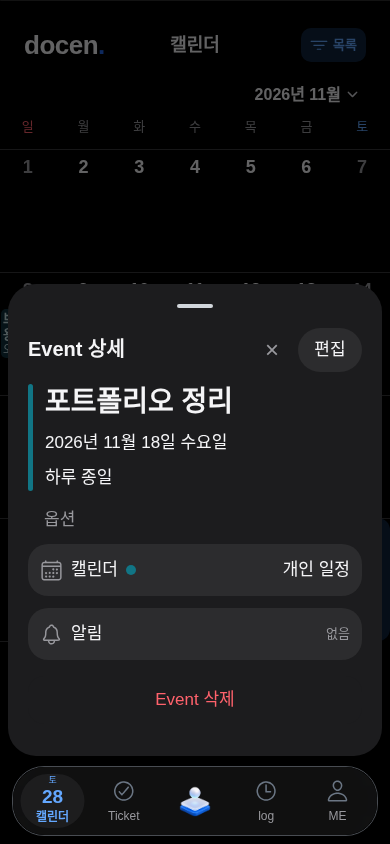 docen.
캘린더
목록
2026년 11월
일 월 화 수 목 금 토
1 2 3 4 5 6 7
Event 상세
편집
포트폴리오 정리
2026년 11월 18일 수요일
하루 종일
옵션
캘린더
개인 일정
알림
없음
Event 삭제
토
28
캘린더
Ticket
log
ME